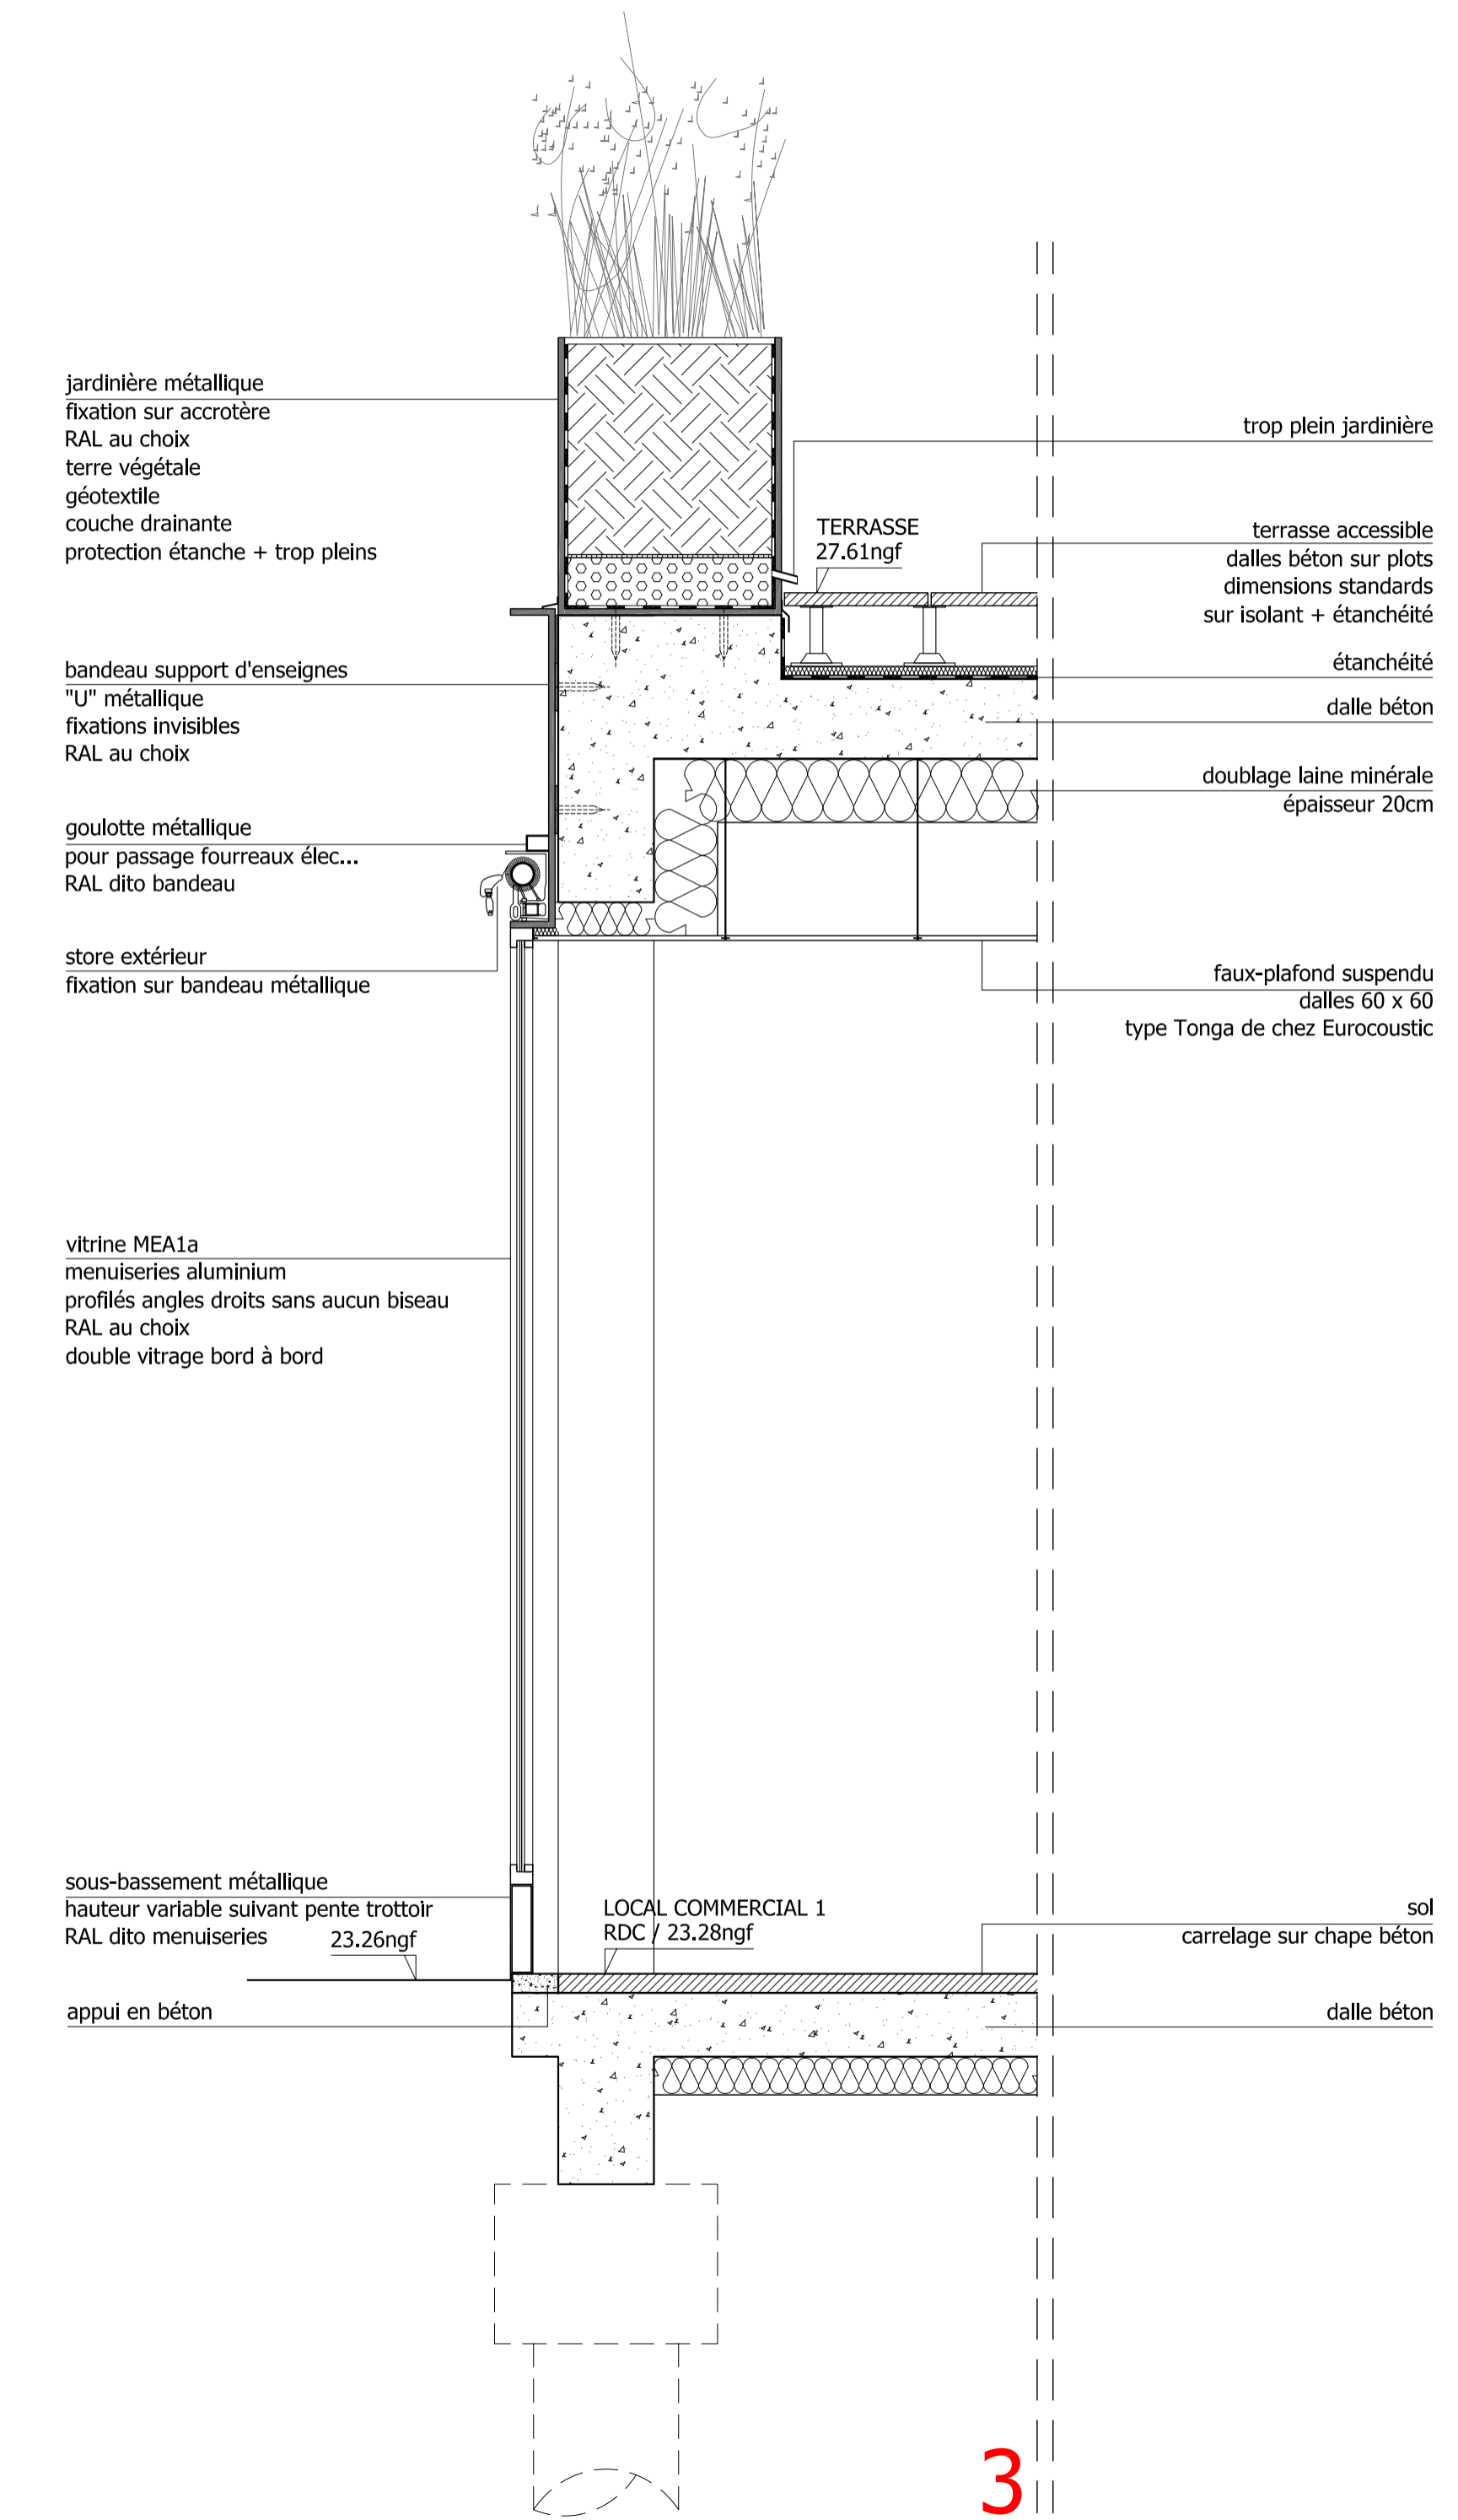 jardinière métallique
fixation sur accrotère
RAL au choix
terre végétale
géotextile
couche drainante
protection étanche + trop pleins
trop plein jardinière
TERRASSE
27.61ngf
terrasse accessible
dalles béton sur plots
dimensions standards
sur isolant + étanchéité
étanchéité
dalle béton
bandeau support d'enseignes
"U" métallique
fixations invisibles
RAL au choix
doublage laine minérale
épaisseur 20cm
goulotte métallique
pour passage fourreaux élec...
RAL dito bandeau
store extérieur
fixation sur bandeau métallique
faux-plafond suspendu
dalles 60 x 60
type Tonga de chez Eurocoustic
vitrine MEA1a
menuiseries aluminium
profilés angles droits sans aucun biseau
RAL au choix
double vitrage bord à bord
sous-bassement métallique
hauteur variable suivant pente trottoir
RAL dito menuiseries
23.26ngf
LOCAL COMMERCIAL 1
RDC / 23.28ngf
sol
carrelage sur chape béton
appui en béton
dalle béton
3